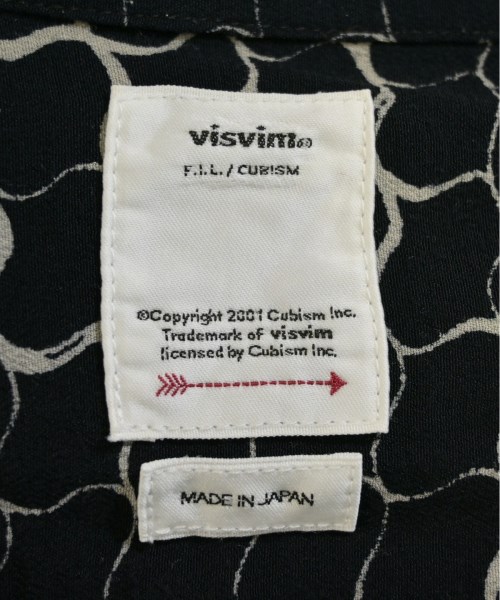 visvim®
F.I.L. / CUBISM
©Copyright 2001 Cubism Inc.
Trademark of visvim
licensed by Cubism Inc.
MADE IN JAPAN